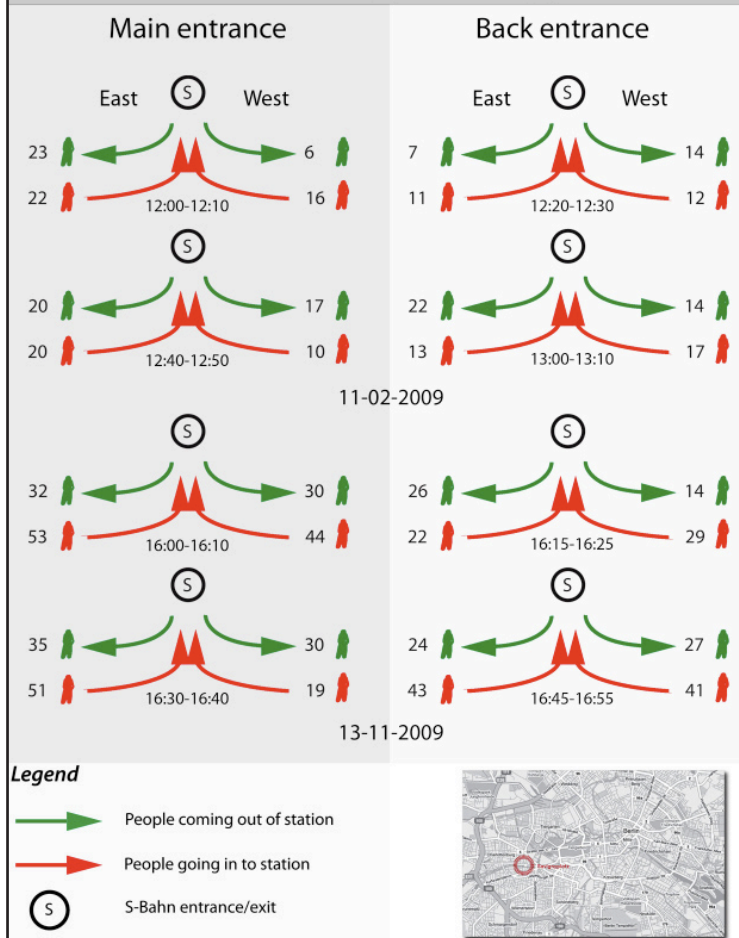 Main entrance
Back entrance
East S West
East S West
23 6
7 14
22 12:00-12:10 16
11 12:20-12:30 12
S
S
20 17
22 14
20 12:40-12:50 10
13 13:00-13:10 17
11-02-2009
S
S
32 30
26 14
53 16:00-16:10 44
22 16:15-16:25 29
S
S
35 30
24 27
51 16:30-16:40 19
43 16:45-16:55 41
13-11-2009
Legend
People coming out of station
People going in to station
S S-Bahn entrance/exit
Berlin